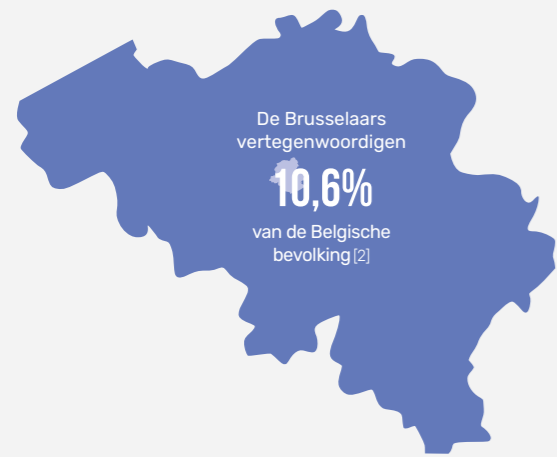 De Brusselaars
vertegenwoordigen
10,6%
van de Belgische
bevolking[2]